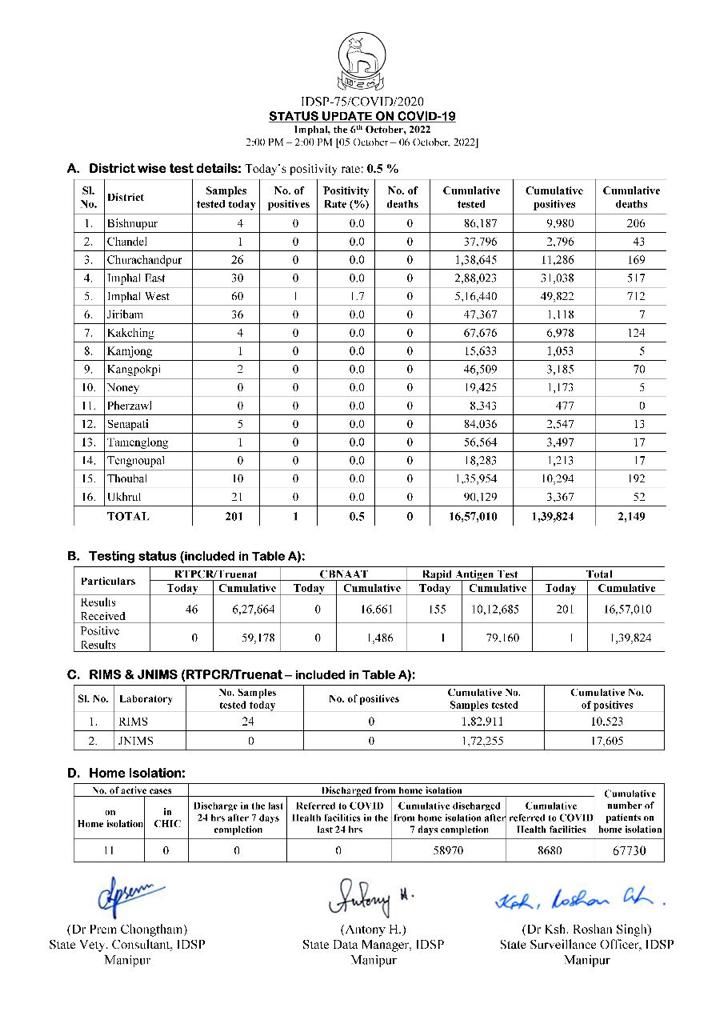 IDSP-75/COVID/2020
STATUS UPDATE ON COVID-19
Imphal, the 6th October, 2022
2:00 PM – 2:00 PM [05 October – 06 October, 2022]
A. District wise test details: Today's positivity rate: 0.5 %
Sl. No. District Samples tested today No. of positives Positivity Rate (%) No. of deaths Cumulative tested Cumulative positives Cumulative deaths
1. Bishnupur 4 0 0.0 0 86,187 9,980 206
2. Chandel 1 0 0.0 0 37,796 2,796 43
3. Churachandpur 26 0 0.0 0 1,38,645 11,286 169
4. Imphal East 30 0 0.0 0 2,88,023 31,038 517
5. Imphal West 60 1 1.7 0 5,16,440 49,822 712
6. Jiribam 36 0 0.0 0 47,367 1,118 7
7. Kakching 4 0 0.0 0 67,676 6,978 124
8. Kamjong 1 0 0.0 0 15,633 1,053 5
9. Kangpokpi 2 0 0.0 0 46,509 3,185 70
10. Noney 0 0 0.0 0 19,425 1,173 5
11. Pherzawl 0 0 0.0 0 8,343 477 0
12. Senapati 5 0 0.0 0 84,036 2,547 13
13. Tamenglong 1 0 0.0 0 56,564 3,497 17
14. Tengnoupal 0 0 0.0 0 18,283 1,213 17
15. Thoubal 10 0 0.0 0 1,35,954 10,294 192
16. Ukhrul 21 0 0.0 0 90,129 3,367 52
TOTAL 201 1 0.5 0 16,57,010 1,39,824 2,149
B. Testing status (included in Table A):
Particulars RTPCR/Truenat CBNAAT Rapid Antigen Test Total
Today Cumulative Today Cumulative Today Cumulative Today Cumulative
Results Received 46 6,27,664 0 16,661 155 10,12,685 201 16,57,010
Positive Results 0 59,178 0 1,486 1 79,160 1 1,39,824
C. RIMS & JNIMS (RTPCR/Truenat – included in Table A):
Sl. No. Laboratory No. Samples tested today No. of positives Cumulative No. Samples tested Cumulative No. of positives
1. RIMS 24 0 1,82,911 10,523
2. JNIMS 0 0 1,72,255 17,605
D. Home Isolation:
No. of active cases Discharged from home isolation Cumulative number of patients on home isolation
on Home isolation in CHIC Discharge in the last 24 hrs after 7 days completion Referred to COVID Health facilities in the last 24 hrs Cumulative discharged from home isolation after 7 days completion Cumulative referred to COVID Health facilities
11 0 0 0 58970 8680 67730
Antony H.
Ksh. Roshan
(Dr Prem Chongtham) (Antony H.) (Dr Ksh. Roshan Singh)
State Vety. Consultant, IDSP State Data Manager, IDSP State Surveillance Officer, IDSP
Manipur Manipur Manipur